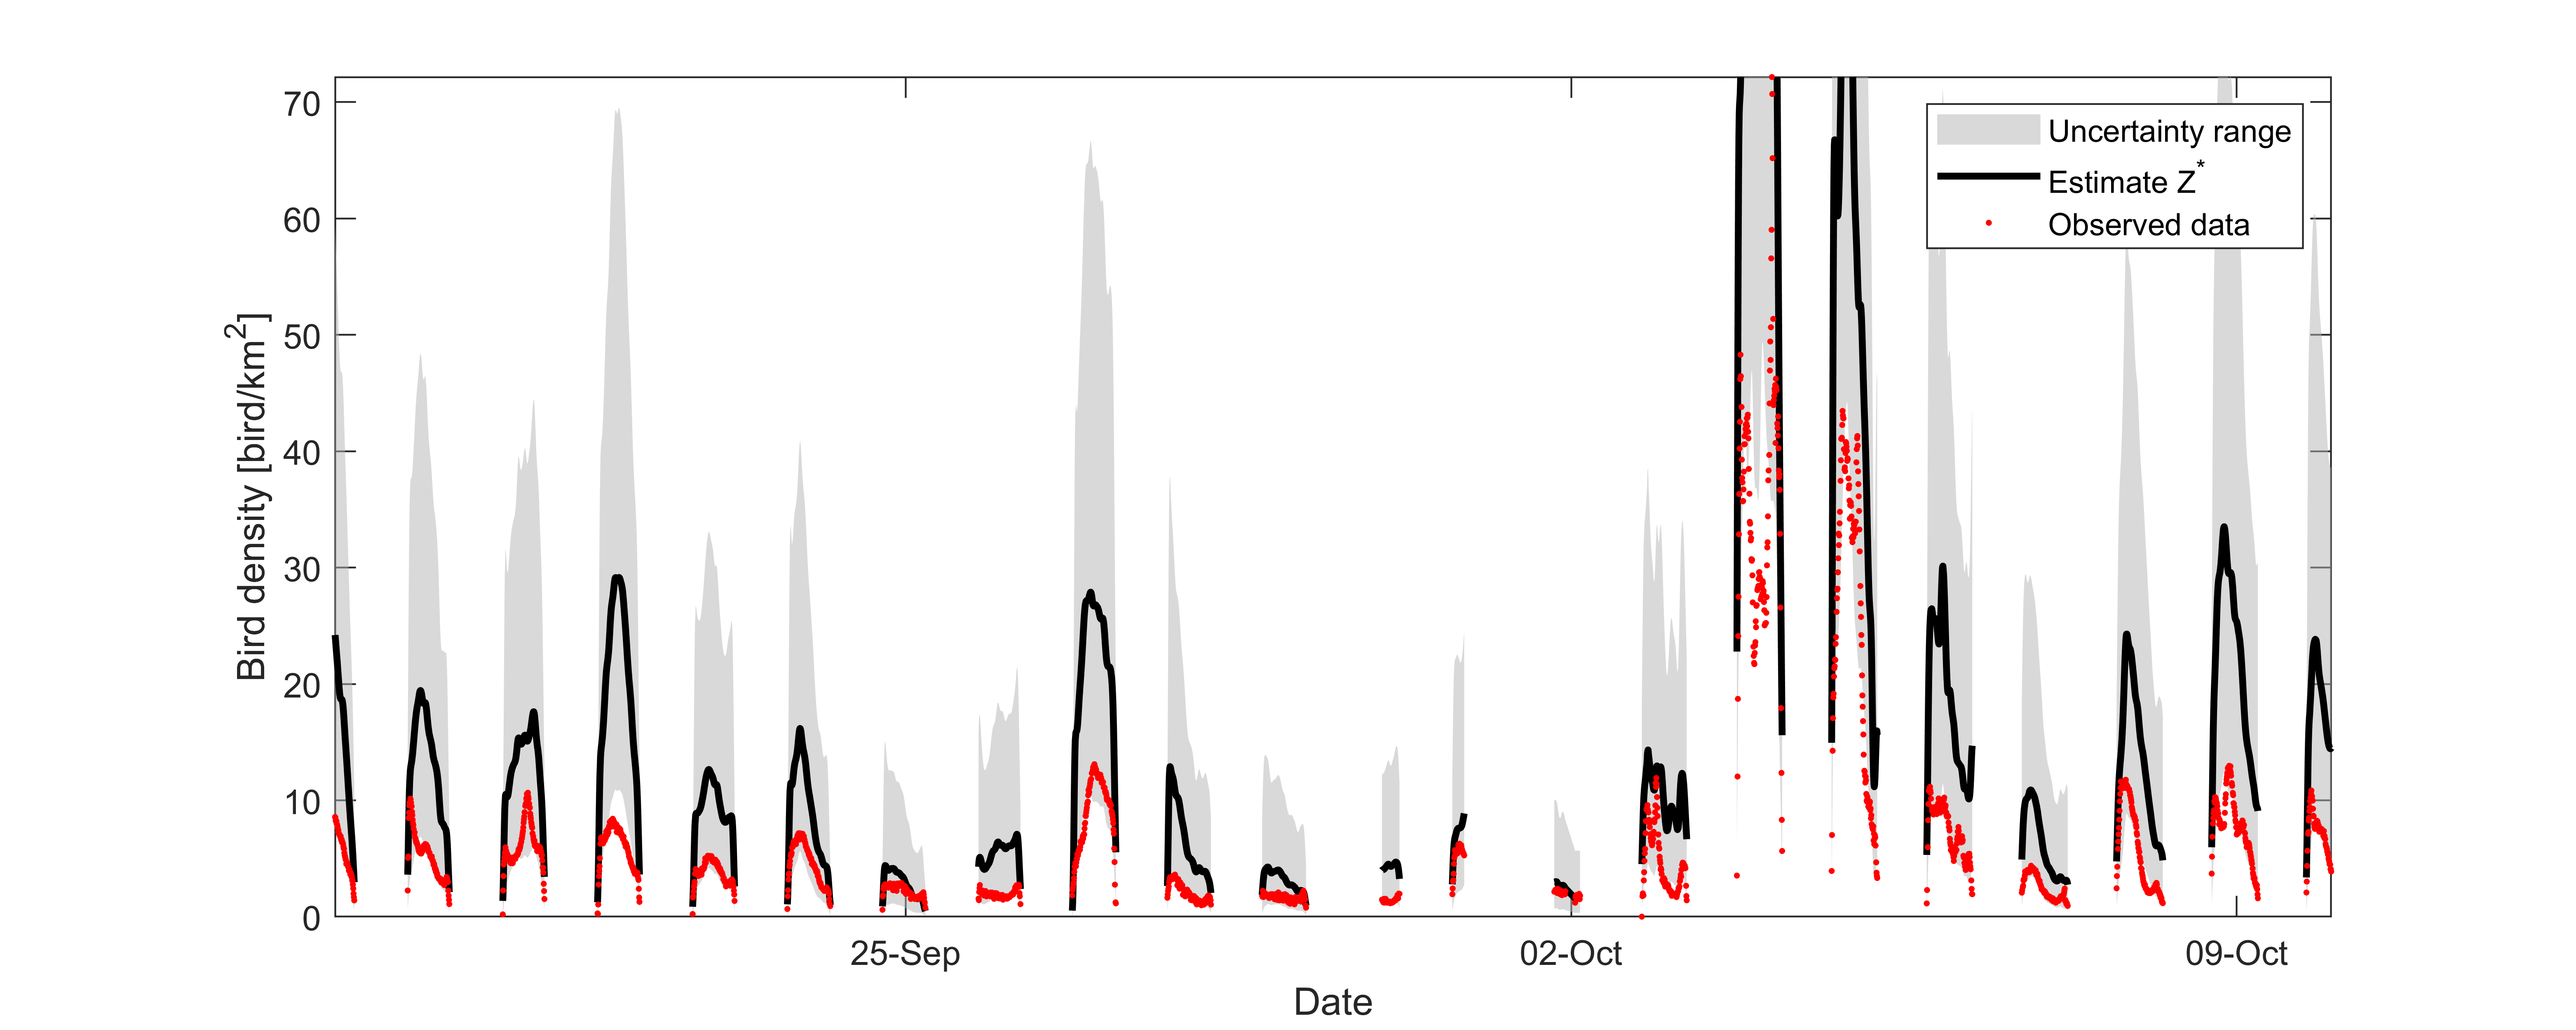 70
60
50
40
30
20
10
0
Bird density [bird/km²]
25-Sep
02-Oct
09-Oct
Date
Uncertainty range
Estimate Z*
Observed data